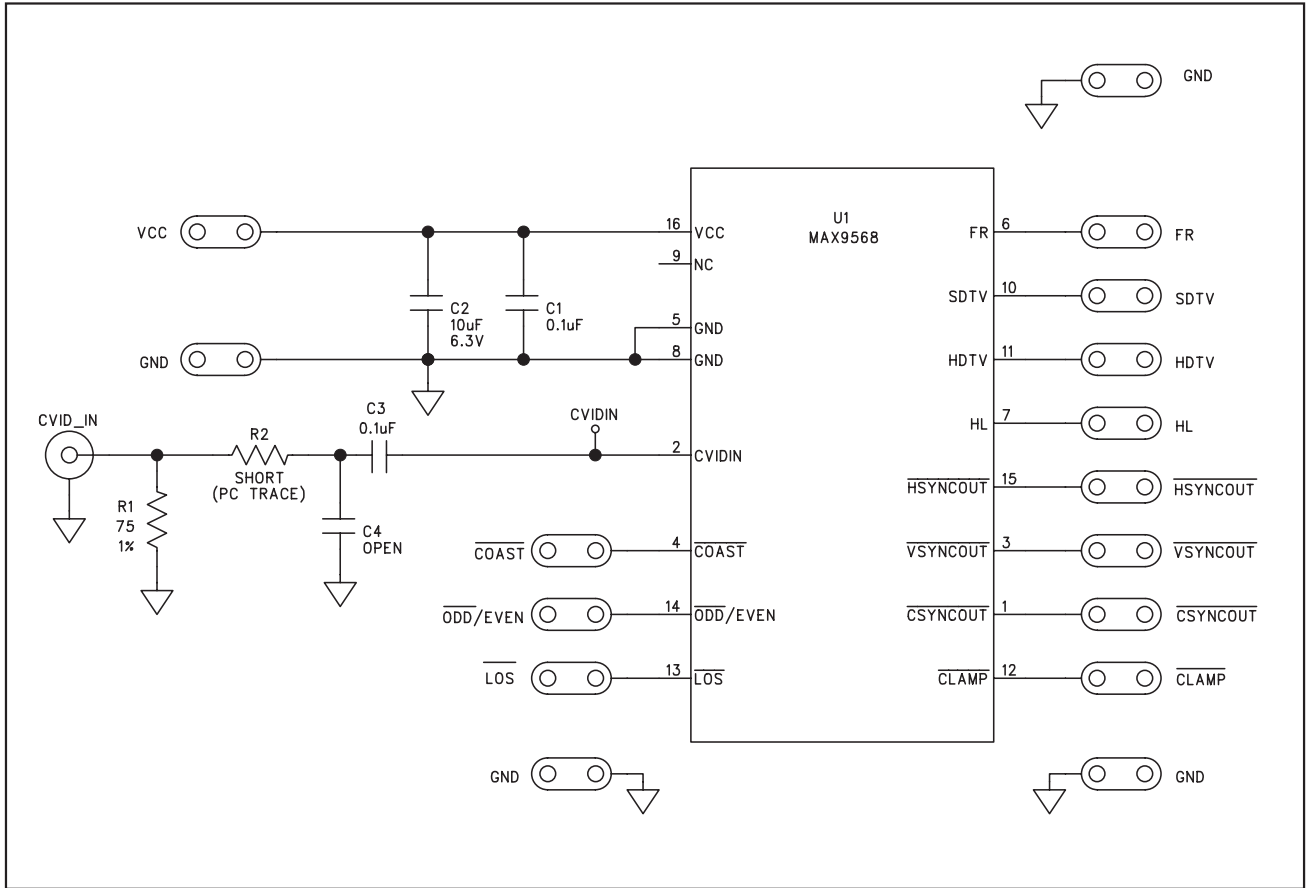 GND
U1
MAX9568
VCC
16
VCC
6
FR
FR
9
NC
C2
10uF
6.3V
C1
0.1uF
SDTV
10
SDTV
5
GND
GND
8
GND
HDTV
11
HDTV
CVID_IN
R2
SHORT
(PC TRACE)
C3
0.1uF
CVIDIN
2
CVIDIN
HL
7
HL
R1
75
1%
C4
OPEN
HSYNCOUT
15
HSYNCOUT
COAST
4
COAST
VSYNCOUT
3
VSYNCOUT
ODD/EVEN
14
ODD/EVEN
CSYNCOUT
1
CSYNCOUT
LOS
13
LOS
CLAMP
12
CLAMP
GND
GND